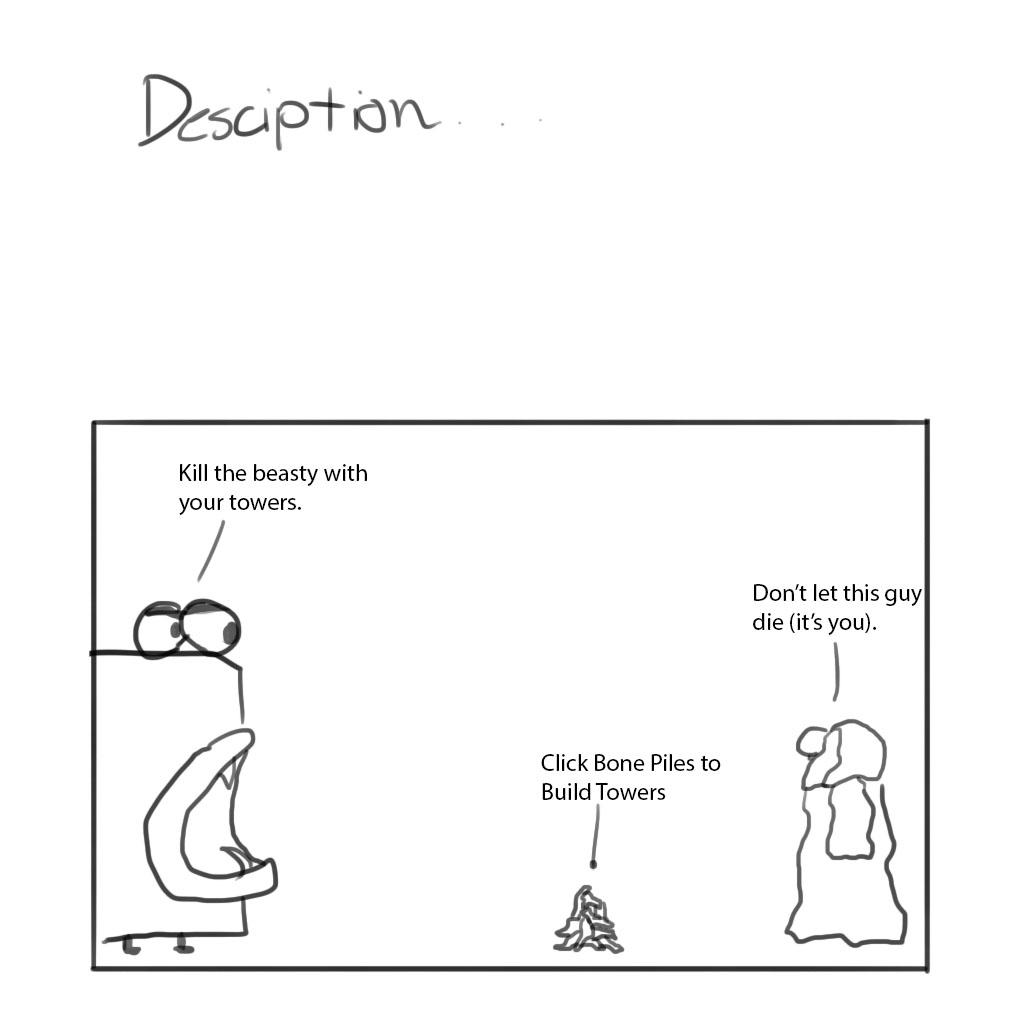 Desciption....
Kill the beasty with
your towers.
Don't let this guy
die (it's you).
Click Bone Piles to
Build Towers